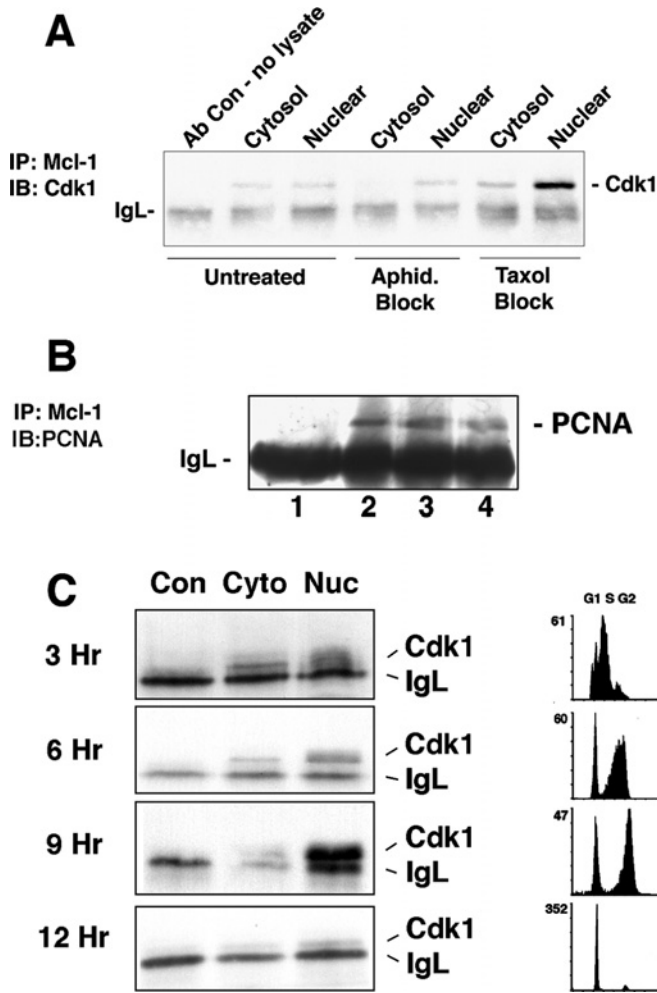 A
Ab Con - no lysate
Cytosol
Nuclear
Cytosol
Nuclear
Cytosol
Nuclear
IP: Mcl-1
IB: Cdk1
IgL-
- Cdk1
Untreated
Aphid.
Block
Taxol
Block
B
IP: Mcl-1
IB:PCNA
IgL -
- PCNA
1 2 3 4
C
Con Cyto Nuc
G1 S G2
3 Hr
Cdk1
IgL
61
6 Hr
Cdk1
IgL
60
9 Hr
Cdk1
IgL
47
12 Hr
Cdk1
IgL
352